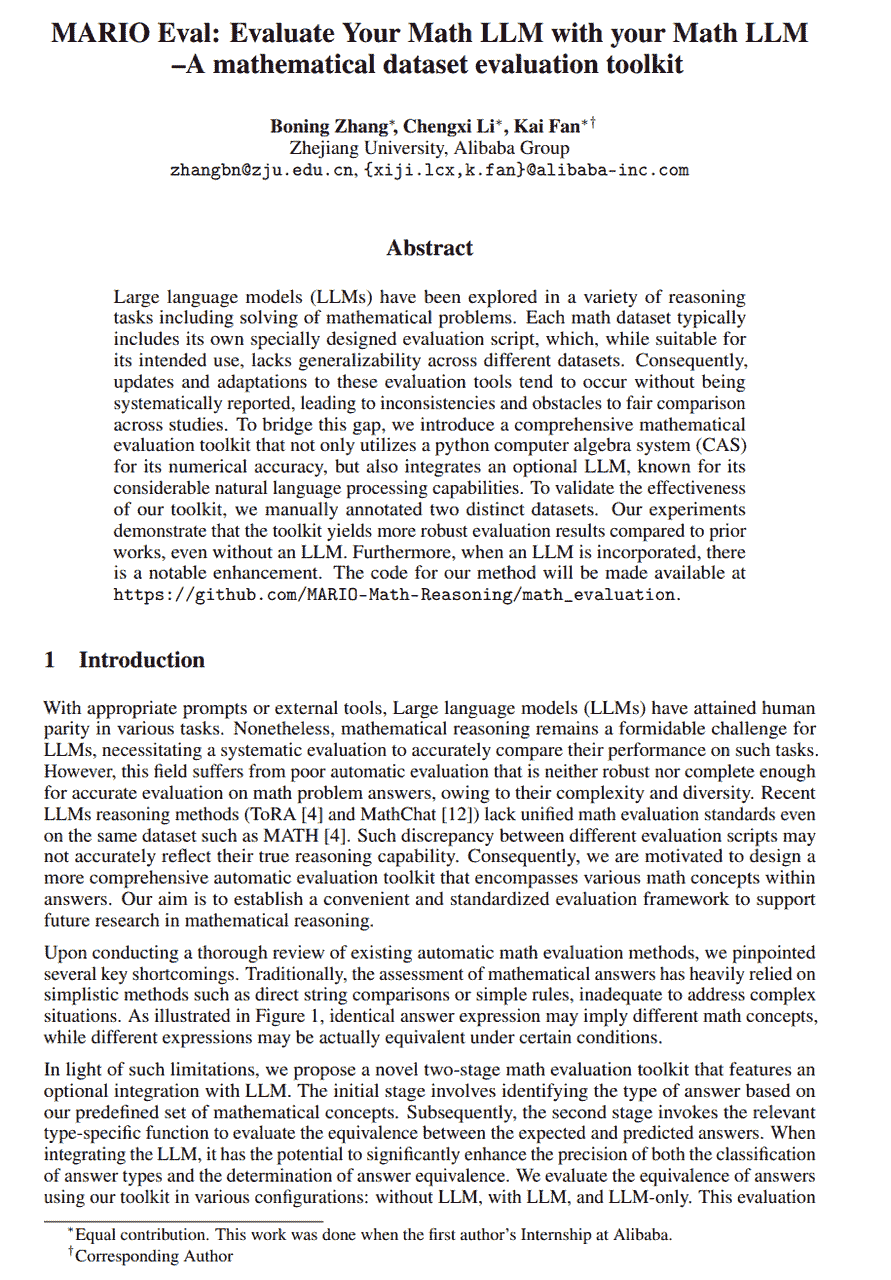 MARIO Eval: Evaluate Your Math LLM with your Math LLM
–A mathematical dataset evaluation toolkit
Boning Zhang*, Chengxi Li*, Kai Fan*†
Zhejiang University, Alibaba Group
zhangbn@zju.edu.cn, {xiji.lcx,k.fan}@alibaba-inc.com
Abstract
Large language models (LLMs) have been explored in a variety of reasoning
tasks including solving of mathematical problems. Each math dataset typically
includes its own specially designed evaluation script, which, while suitable for
its intended use, lacks generalizability across different datasets. Consequently,
updates and adaptations to these evaluation tools tend to occur without being
systematically reported, leading to inconsistencies and obstacles to fair comparison
across studies. To bridge this gap, we introduce a comprehensive mathematical
evaluation toolkit that not only utilizes a python computer algebra system (CAS)
for its numerical accuracy, but also integrates an optional LLM, known for its
considerable natural language processing capabilities. To validate the effectiveness
of our toolkit, we manually annotated two distinct datasets. Our experiments
demonstrate that the toolkit yields more robust evaluation results compared to prior
works, even without an LLM. Furthermore, when an LLM is incorporated, there
is a notable enhancement. The code for our method will be made available at
https://github.com/MARIO-Math-Reasoning/math_evaluation.
1 Introduction
With appropriate prompts or external tools, Large language models (LLMs) have attained human
parity in various tasks. Nonetheless, mathematical reasoning remains a formidable challenge for
LLMs, necessitating a systematic evaluation to accurately compare their performance on such tasks.
However, this field suffers from poor automatic evaluation that is neither robust nor complete enough
for accurate evaluation on math problem answers, owing to their complexity and diversity. Recent
LLMs reasoning methods (ToRA [4] and MathChat [12]) lack unified math evaluation standards even
on the same dataset such as MATH [4]. Such discrepancy between different evaluation scripts may
not accurately reflect their true reasoning capability. Consequently, we are motivated to design a
more comprehensive automatic evaluation toolkit that encompasses various math concepts within
answers. Our aim is to establish a convenient and standardized evaluation framework to support
future research in mathematical reasoning.
Upon conducting a thorough review of existing automatic math evaluation methods, we pinpointed
several key shortcomings. Traditionally, the assessment of mathematical answers has heavily relied on
simplistic methods such as direct string comparisons or simple rules, inadequate to address complex
situations. As illustrated in Figure 1, identical answer expression may imply different math concepts,
while different expressions may be actually equivalent under certain conditions.
In light of such limitations, we propose a novel two-stage math evaluation toolkit that features an
optional integration with LLM. The initial stage involves identifying the type of answer based on
our predefined set of mathematical concepts. Subsequently, the second stage invokes the relevant
type-specific function to evaluate the equivalence between the expected and predicted answers. When
integrating the LLM, it has the potential to significantly enhance the precision of both the classification
of answer types and the determination of answer equivalence. We evaluate the equivalence of answers
using our toolkit in various configurations: without LLM, with LLM, and LLM-only. This evaluation
*Equal contribution. This work was done when the first author's Internship at Alibaba.
†Corresponding Author